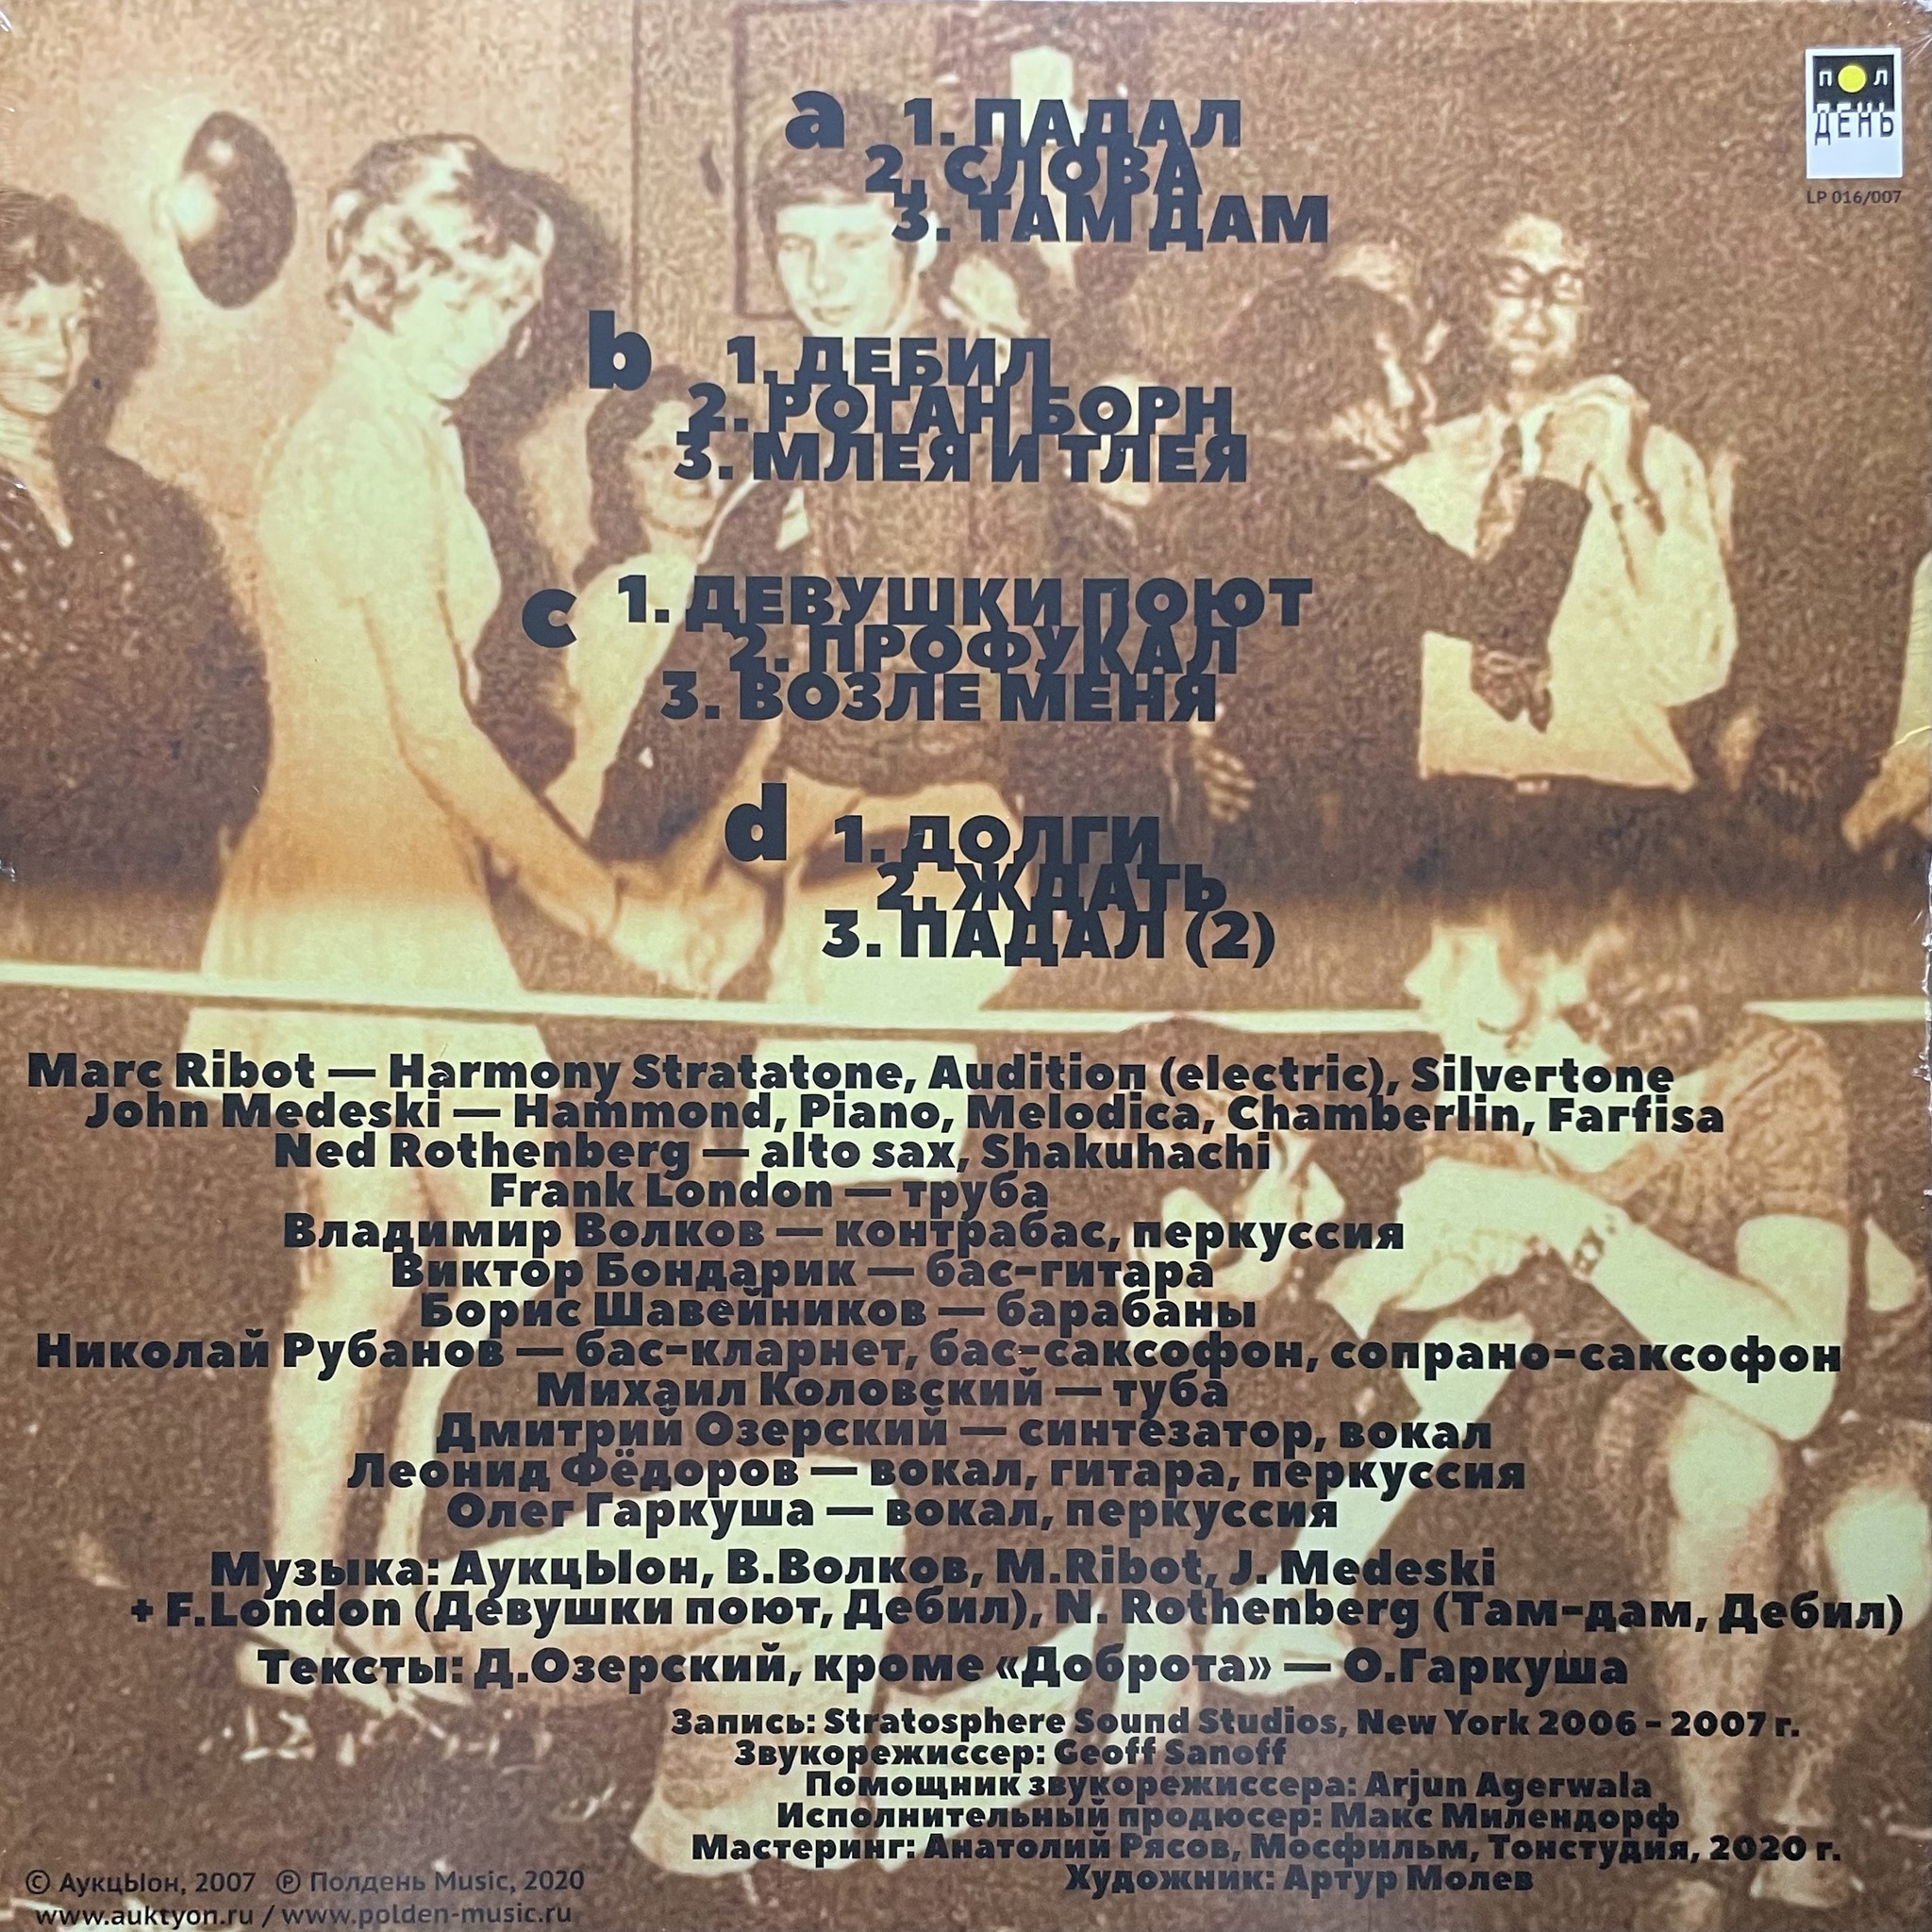 ПОЛ
ДЕНЬ
LP 016/007
a 1. ПАДАЛ
2. СЛОВА
3. ТАМ ДАМ
b 1. ДЕБИЛ
2. РОГАН БОРН
3. МЛЕЯ И ТЛЕЯ
c 1. ДЕВУШКИ ПОЮТ
2. ПРОФУКАЛ
3. ВОЗЛЕ МЕНЯ
d 1. ДОЛГИ
2. ЖДАТЬ
3. ПАДАЛ (2)
Marc Ribot — Harmony Stratatone, Audition (electric), Silvertone
John Medeski — Hammond, Piano, Melodica, Chamberlin, Farfisa
Ned Rothenberg — alto sax, Shakuhachi
Frank London — труба
Владимир Волков — контрабас, перкуссия
Виктор Бондарик — бас-гитара
Борис Шавейников — барабаны
Николай Рубанов — бас-кларнет, бас-саксофон, сопрано-саксофон
Михаил Коловский — туба
Дмитрий Озерский — синтезатор, вокал
Леонид Фёдоров — вокал, гитара, перкуссия
Олег Гаркуша — вокал, перкуссия
Музыка: АукцЫон, В.Волков, M.Ribot, J. Medeski
+ F.London (Девушки поют, Дебил), N. Rothenberg (Там-дам, Дебил)
Тексты: Д.Озерский, кроме «Доброта» — О.Гаркуша
Запись: Stratosphere Sound Studios, New York 2006 - 2007 г.
Звукорежиссер: Geoff Sanoff
Помощник звукорежиссера: Arjun Agerwala
Исполнительный продюсер: Макс Милендорф
Мастеринг: Анатолий Рясов, Мосфильм, Тонстудия, 2020 г.
Художник: Артур Молев
© АукцЫон, 2007 ℗ Полдень Music, 2020
www.auktyon.ru / www.polden-music.ru